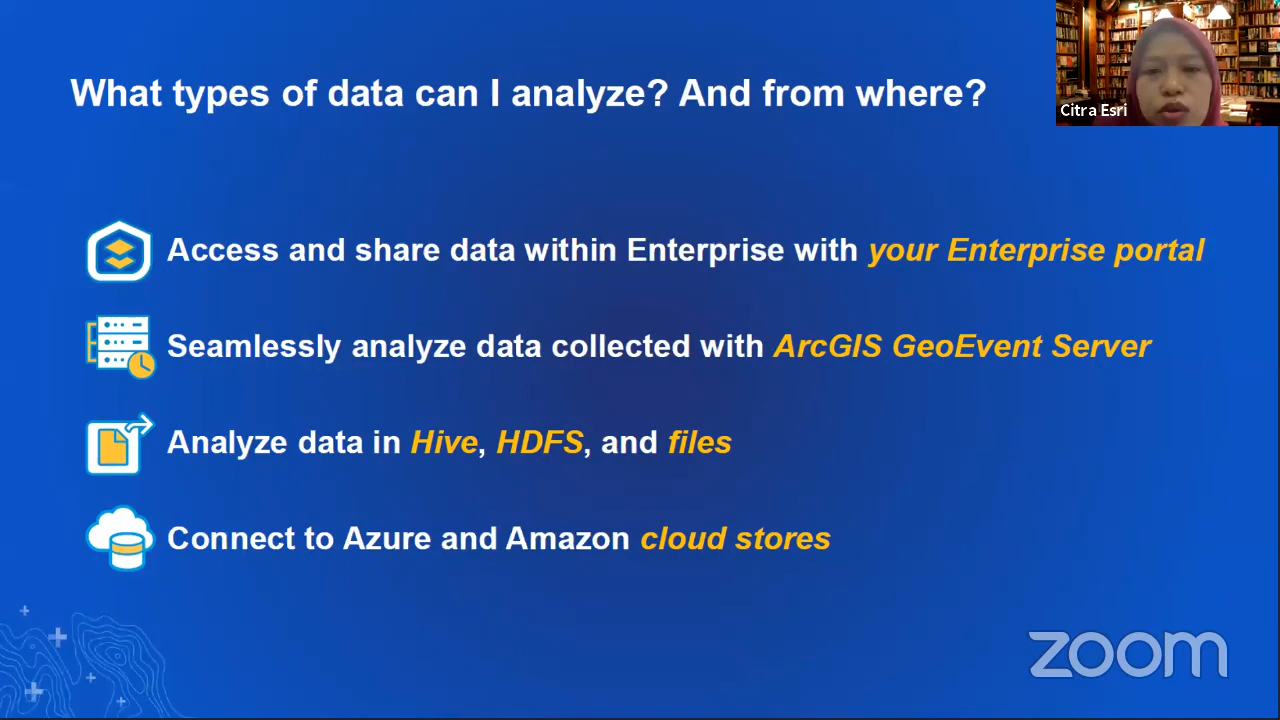 What types of data can I analyze? And from where?
Citra Esri
Access and share data within Enterprise with your Enterprise portal
Seamlessly analyze data collected with ArcGIS GeoEvent Server
Analyze data in Hive, HDFS, and files
Connect to Azure and Amazon cloud stores
zoom